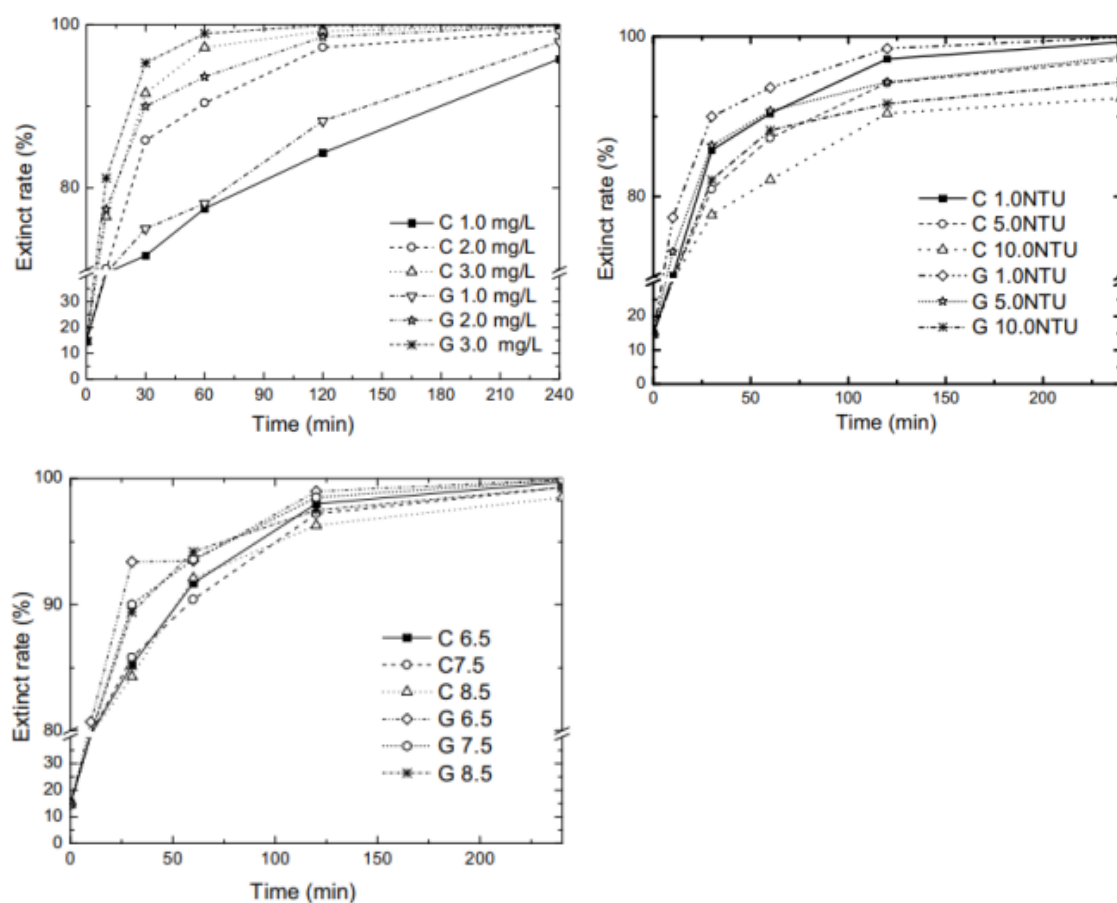 100
80
30
20
10
0
Extinct rate (%)
C 1.0 mg/L
C 2.0 mg/L
C 3.0 mg/L
G 1.0 mg/L
G 2.0 mg/L
G 3.0 mg/L
0 30 60 90 120 150 180 210 240
Time (min)
100
80
20
10
0
Extinct rate (%)
C 1.0NTU
C 5.0NTU
C 10.0NTU
G 1.0NTU
G 5.0NTU
G 10.0NTU
0 50 100 150 200
Time (min)
100
90
80
20
10
0
Extinct rate (%)
C 6.5
C7.5
C 8.5
G 6.5
G 7.5
G 8.5
0 50 100 150 200
Time (min)